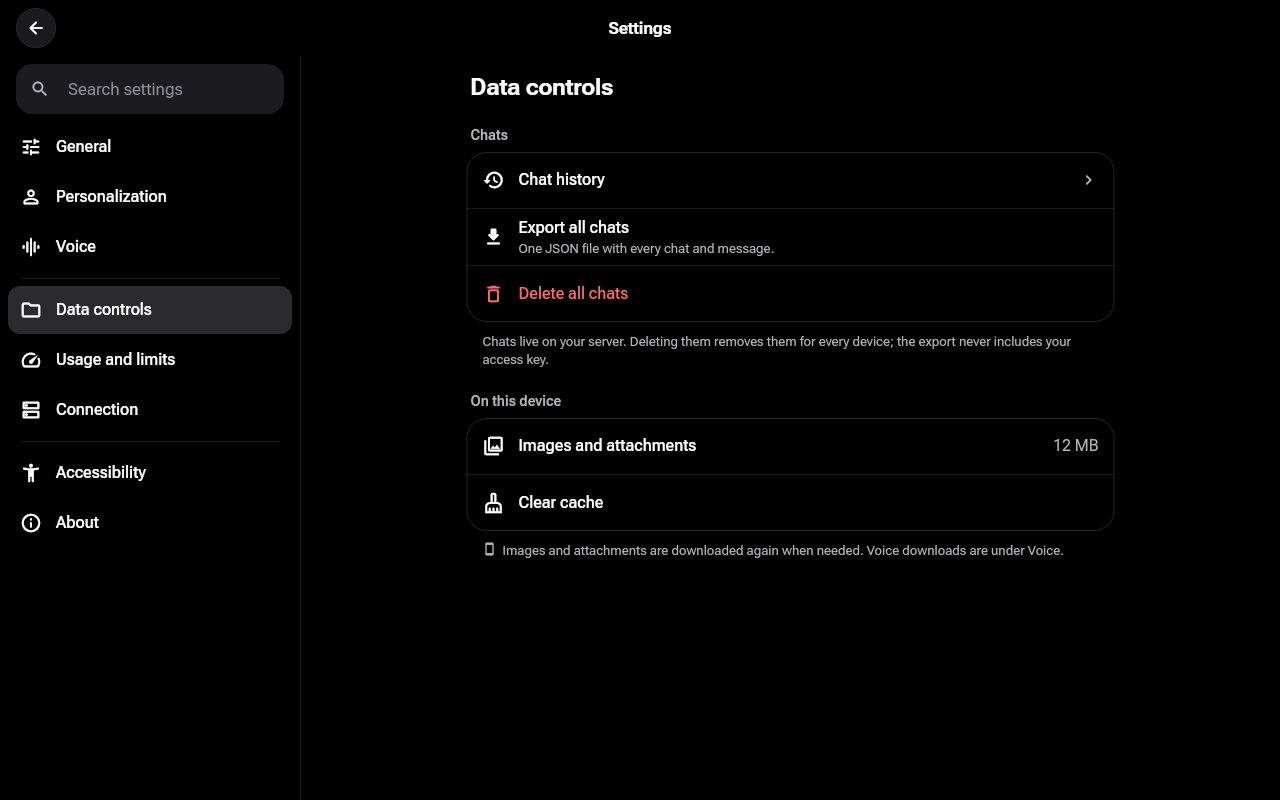 Settings
Search settings
General
Personalization
Voice
Data controls
Usage and limits
Connection
Accessibility
About
Data controls
Chats
Chat history
Export all chats
One JSON file with every chat and message.
Delete all chats
Chats live on your server. Deleting them removes them for every device; the export never includes your
access key.
On this device
Images and attachments
12 MB
Clear cache
Images and attachments are downloaded again when needed. Voice downloads are under Voice.